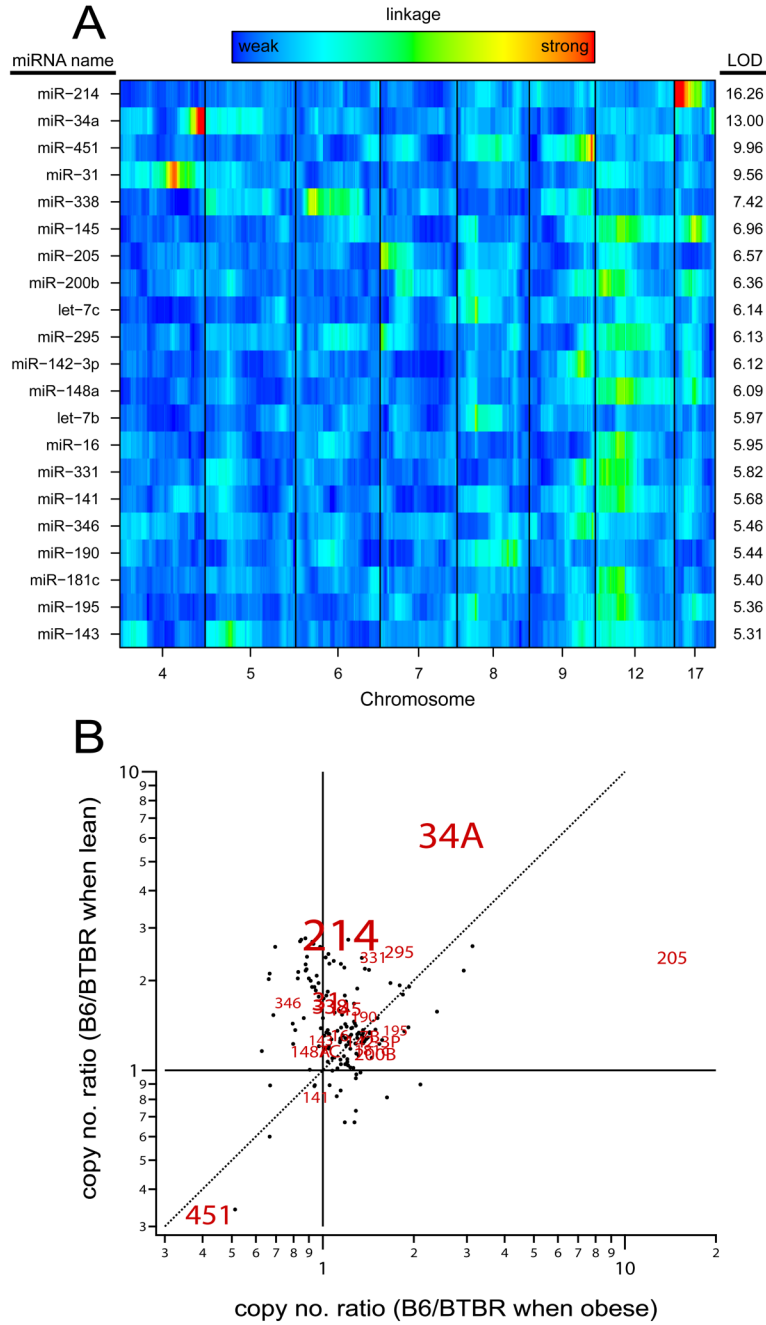 A
linkage
weak strong
miRNA name
LOD
miR-214 16.26
miR-34a 13.00
miR-451 9.96
miR-31 9.56
miR-338 7.42
miR-145 6.96
miR-205 6.57
miR-200b 6.36
let-7c 6.14
miR-295 6.13
miR-142-3p 6.12
miR-148a 6.09
let-7b 5.97
miR-16 5.95
miR-331 5.82
miR-141 5.68
miR-346 5.46
miR-190 5.44
miR-181c 5.40
miR-195 5.36
miR-143 5.31
4 5 6 7 8 9 12 17
Chromosome
B
copy no. ratio (B6/BTBR when lean)
10
9
8
7
6
5
4
3
2
1
9
8
7
6
5
4
3
34A
214
331
295
205
346
338
190
195
148A
200B
141
451
3 4 5 6 7 8 9 1 2 3 4 5 6 7 8 9 10 2
copy no. ratio (B6/BTBR when obese)